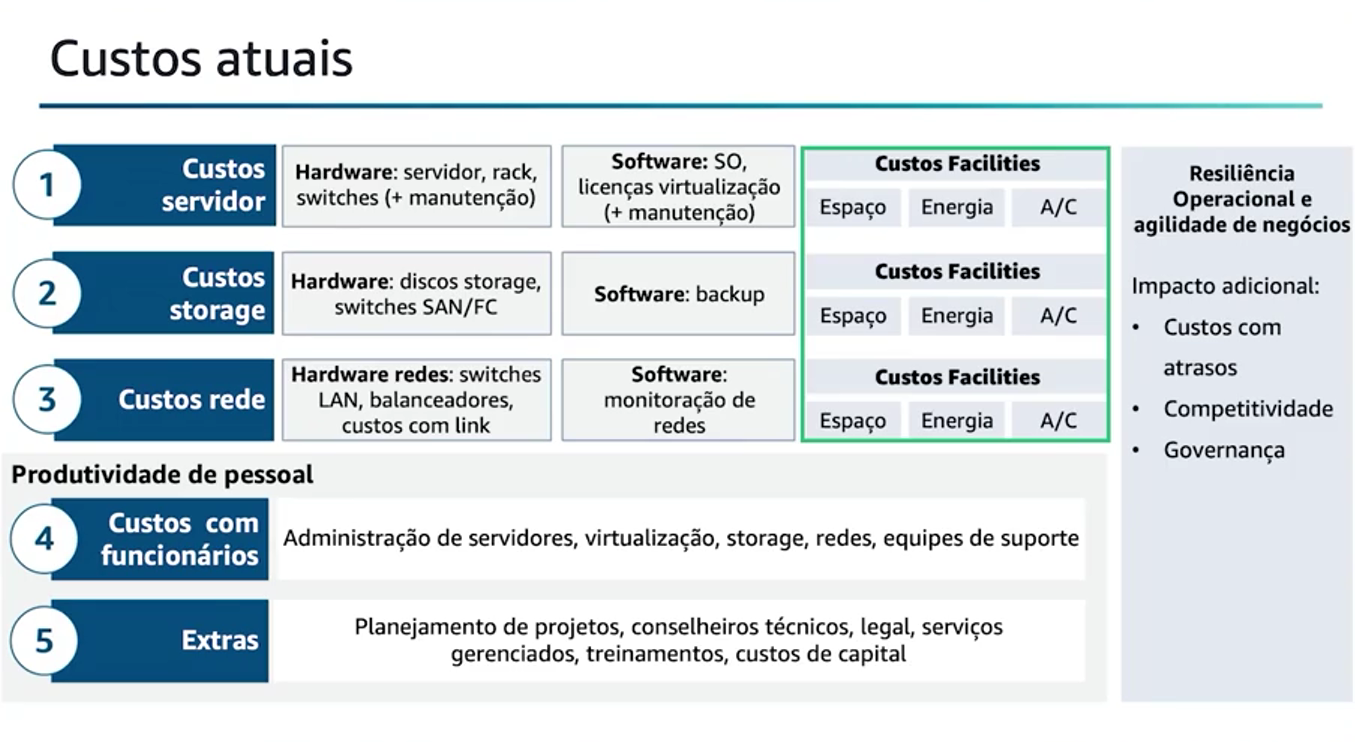 Custos atuais
1
Custos
servidor
Hardware: servidor, rack,
switches (+ manutenção)
Software: SO,
licenças virtualização
(+ manutenção)
Custos Facilities
Espaço
Energia
A/C
2
Custos
storage
Hardware: discos storage,
switches SAN/FC
Software: backup
Custos Facilities
Espaço
Energia
A/C
3
Custos rede
Hardware redes: switches
LAN, balanceadores,
custos com link
Software:
monitoração de
redes
Custos Facilities
Espaço
Energia
A/C
Produtividade de pessoal
4
Custos com
funcionários
Administração de servidores, virtualização, storage, redes, equipes de suporte
5
Extras
Planejamento de projetos, conselheiros técnicos, legal, serviços
gerenciados, treinamentos, custos de capital
Resiliência
Operacional e
agilidade de negócios
Impacto adicional:
• Custos com
atrasos
• Competitividade
• Governança